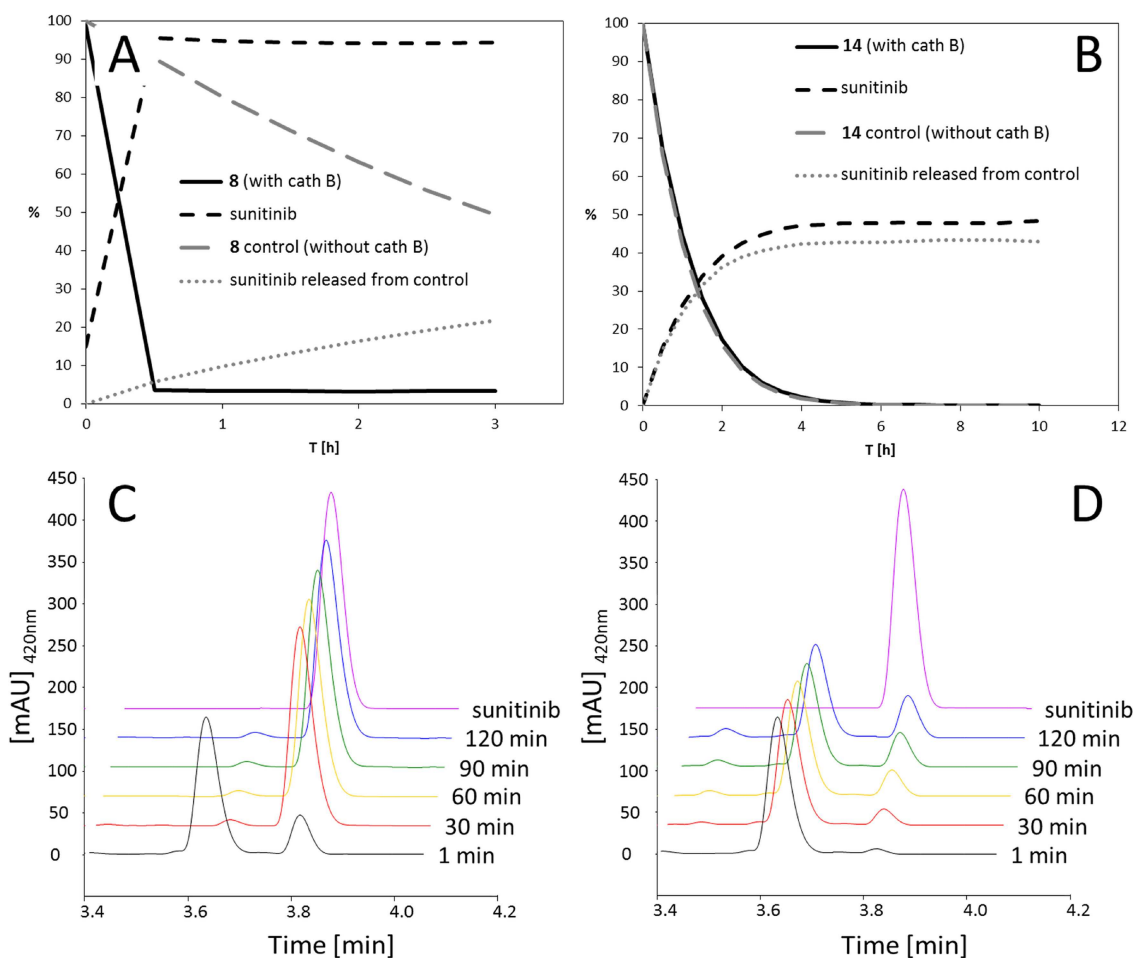 A
100
90
80
70
60
50
40
30
20
10
0
%
8 (with cath B)
sunitinib
8 control (without cath B)
sunitinib released from control
0 1 2 3
T [h]
B
100
90
80
70
60
50
40
30
20
10
0
%
14 (with cath B)
sunitinib
14 control (without cath B)
sunitinib released from control
0 2 4 6 8 10 12
T [h]
C
450
400
350
300
250
200
150
100
50
0
[mAU] 420nm
sunitinib
120 min
90 min
60 min
30 min
1 min
3.4 3.6 3.8 4.0 4.2
Time [min]
D
450
400
350
300
250
200
150
100
50
0
[mAU] 420nm
sunitinib
120 min
90 min
60 min
30 min
1 min
3.4 3.6 3.8 4.0 4.2
Time [min]